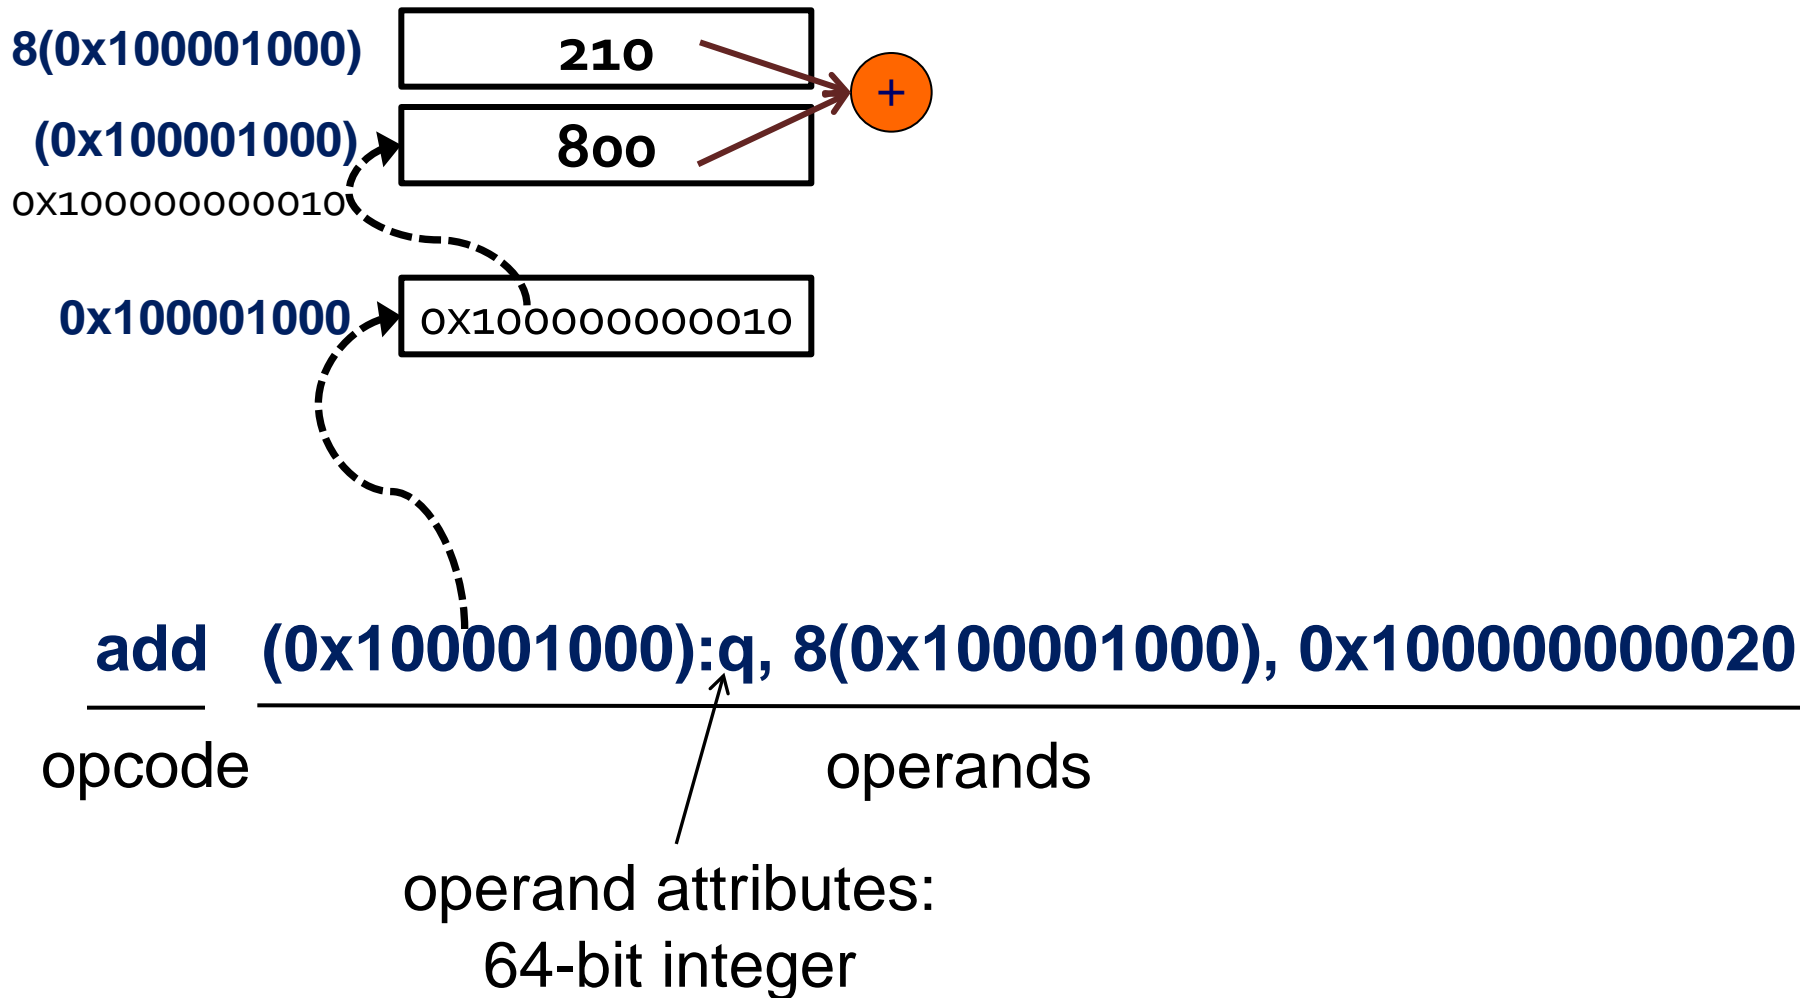 8(0x100001000)
210
+
(0x100001000)
800
0X100000000010
0x100001000
0X100000000010
add (0x100001000):q, 8(0x100001000), 0x100000000020
opcode
operands
operand attributes:
64-bit integer